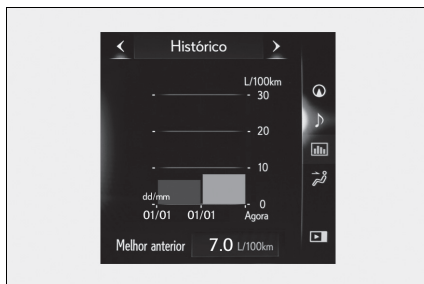 Histórico
L/100km
30
20
10
dd/mm
0
01/01 01/01 Agora
Melhor anterior 7.0 L/100km